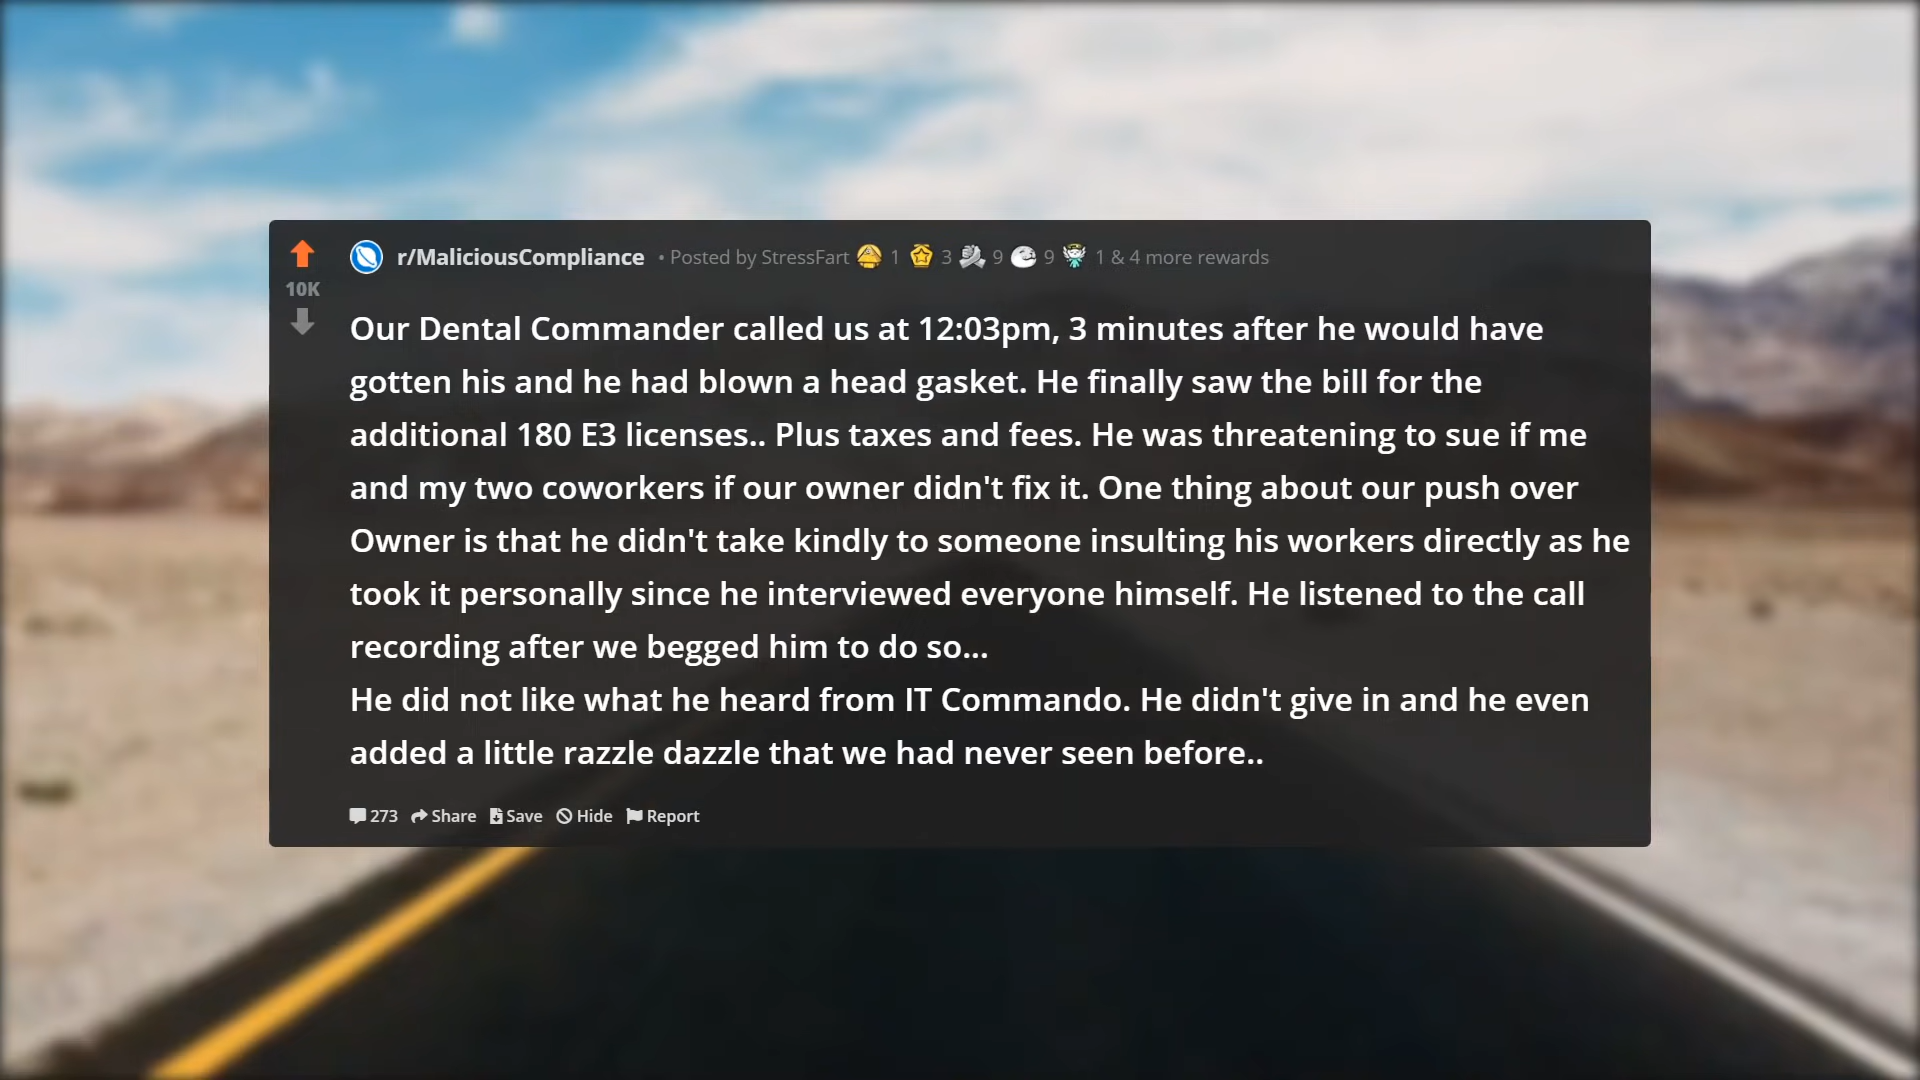 r/MaliciousCompliance • Posted by StressFart 1 3 9 9 1 & 4 more rewards
10K
Our Dental Commander called us at 12:03pm, 3 minutes after he would have
gotten his and he had blown a head gasket. He finally saw the bill for the
additional 180 E3 licenses.. Plus taxes and fees. He was threatening to sue if me
and my two coworkers if our owner didn't fix it. One thing about our push over
Owner is that he didn't take kindly to someone insulting his workers directly as he
took it personally since he interviewed everyone himself. He listened to the call
recording after we begged him to do so...
He did not like what he heard from IT Commando. He didn't give in and he even
added a little razzle dazzle that we had never seen before..
273 Share Save Hide Report